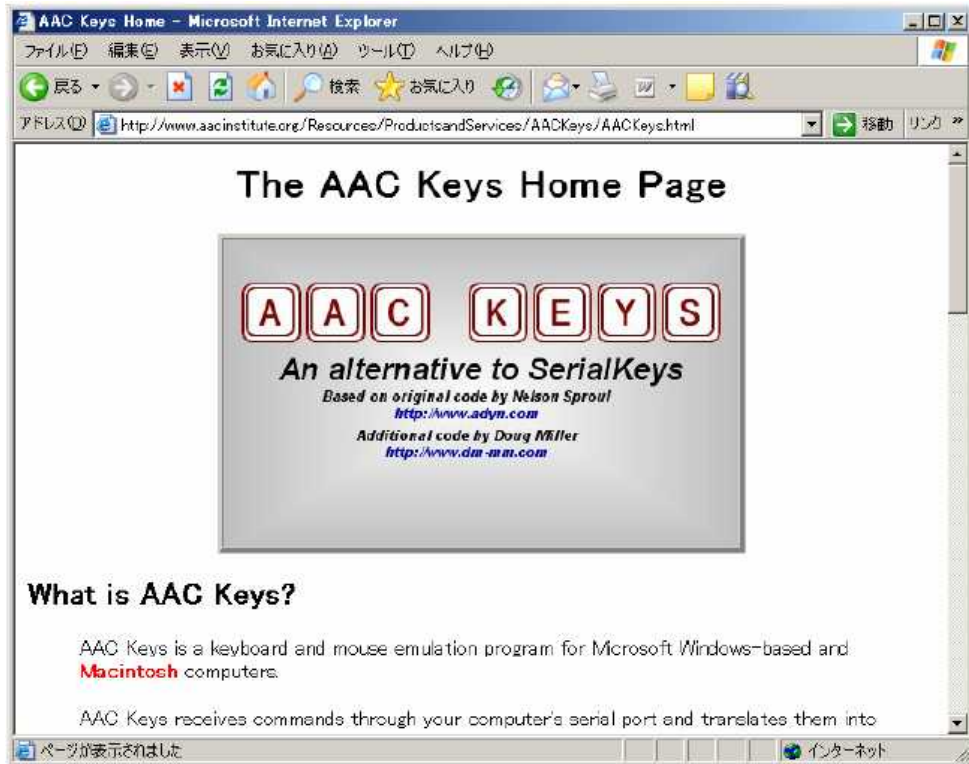 AAC Keys Home - Microsoft Internet Explorer
ファイル(F) 編集(E) 表示(V) お気に入り(A) ツール(T) ヘルプ(H)
戻る 検索 お気に入り
アドレス(D) http://www.aacinstitute.org/Resources/ProductsandServices/AACKeys/AACKeys.html 移動 リンク »
The AAC Keys Home Page
AAC KEYS
An alternative to SerialKeys
Based on original code by Nelson Sproul
http://www.adyn.com
Additional code by Doug Miller
http://www.dm-mm.com
What is AAC Keys?
AAC Keys is a keyboard and mouse emulation program for Microsoft Windows-based and
Macintosh computers.
AAC Keys receives commands through your computer's serial port and translates them into
ページが表示されました インターネット